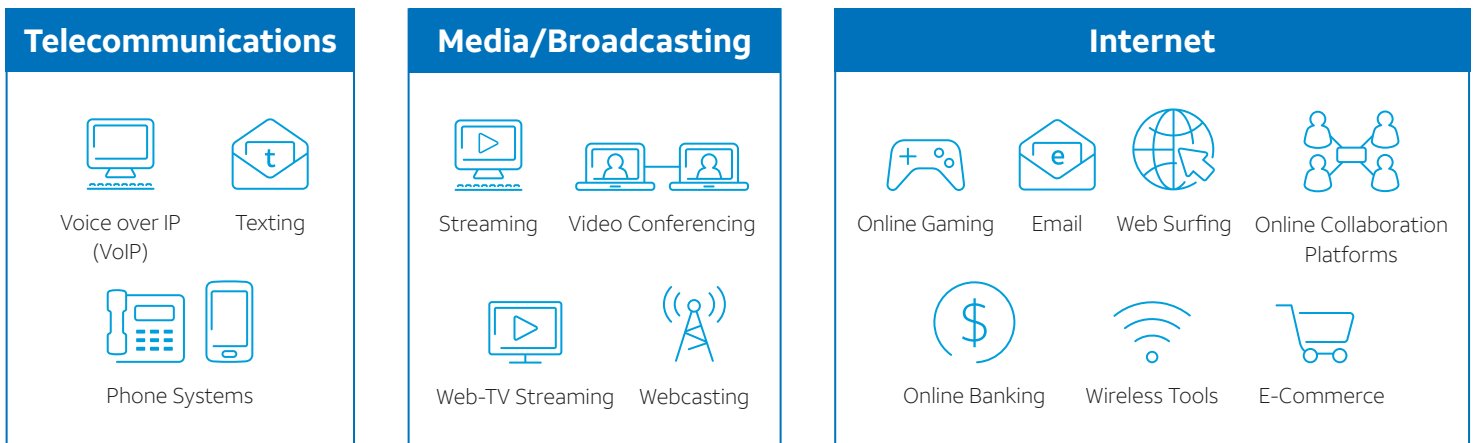 Telecommunications
Voice over IP
(VoIP)
t
Texting
Phone Systems
Media/Broadcasting
Streaming
Video Conferencing
Web-TV Streaming
Webcasting
Internet
Online Gaming
e
Email
Web Surfing
Online Collaboration
Platforms
$
Online Banking
Wireless Tools
E-Commerce